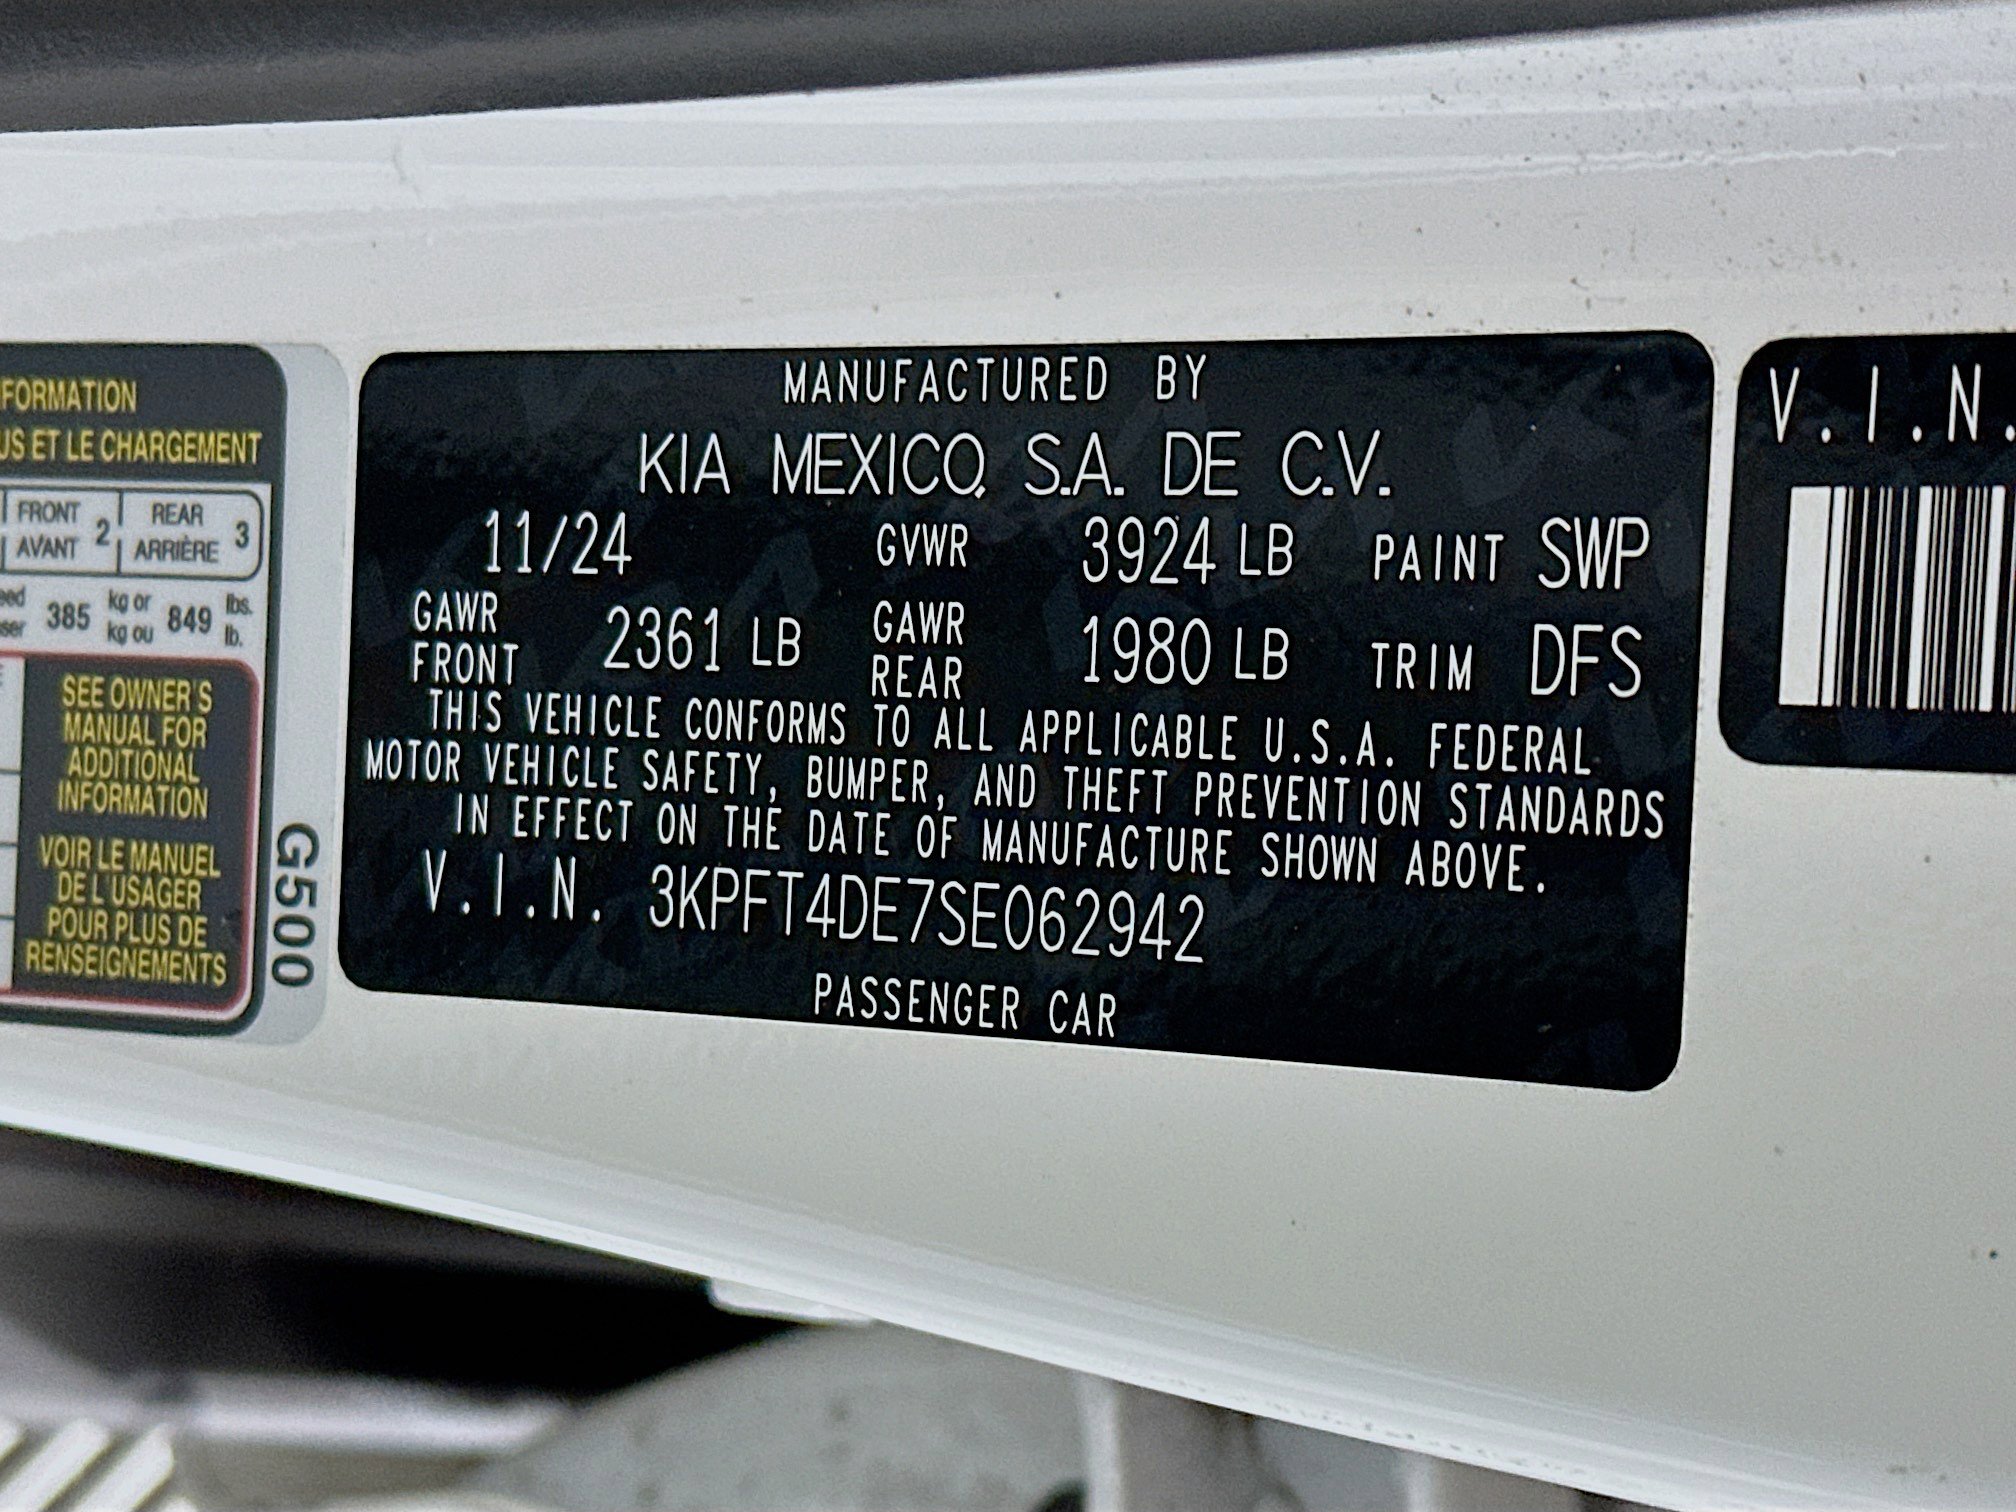 FORMATION
US ET LE CHARGEMENT
FRONT
AVANT 2
REAR
ARRIÈRE 3
385 kg or
kg ou 849 lbs.
lb.
SEE OWNER'S
MANUAL FOR
ADDITIONAL
INFORMATION
VOIR LE MANUEL
DE L'USAGER
POUR PLUS DE
RENSEIGNEMENTS
G500
MANUFACTURED BY
KIA MEXICO, S.A. DE C.V.
11/24 GVWR 3924 LB PAINT SWP
GAWR
FRONT 2361 LB GAWR
REAR 1980 LB TRIM DFS
THIS VEHICLE CONFORMS TO ALL APPLICABLE U.S.A. FEDERAL
MOTOR VEHICLE SAFETY, BUMPER, AND THEFT PREVENTION STANDARDS
IN EFFECT ON THE DATE OF MANUFACTURE SHOWN ABOVE.
V.I.N. 3KPFT4DE7SE062942
PASSENGER CAR
V.I.N.